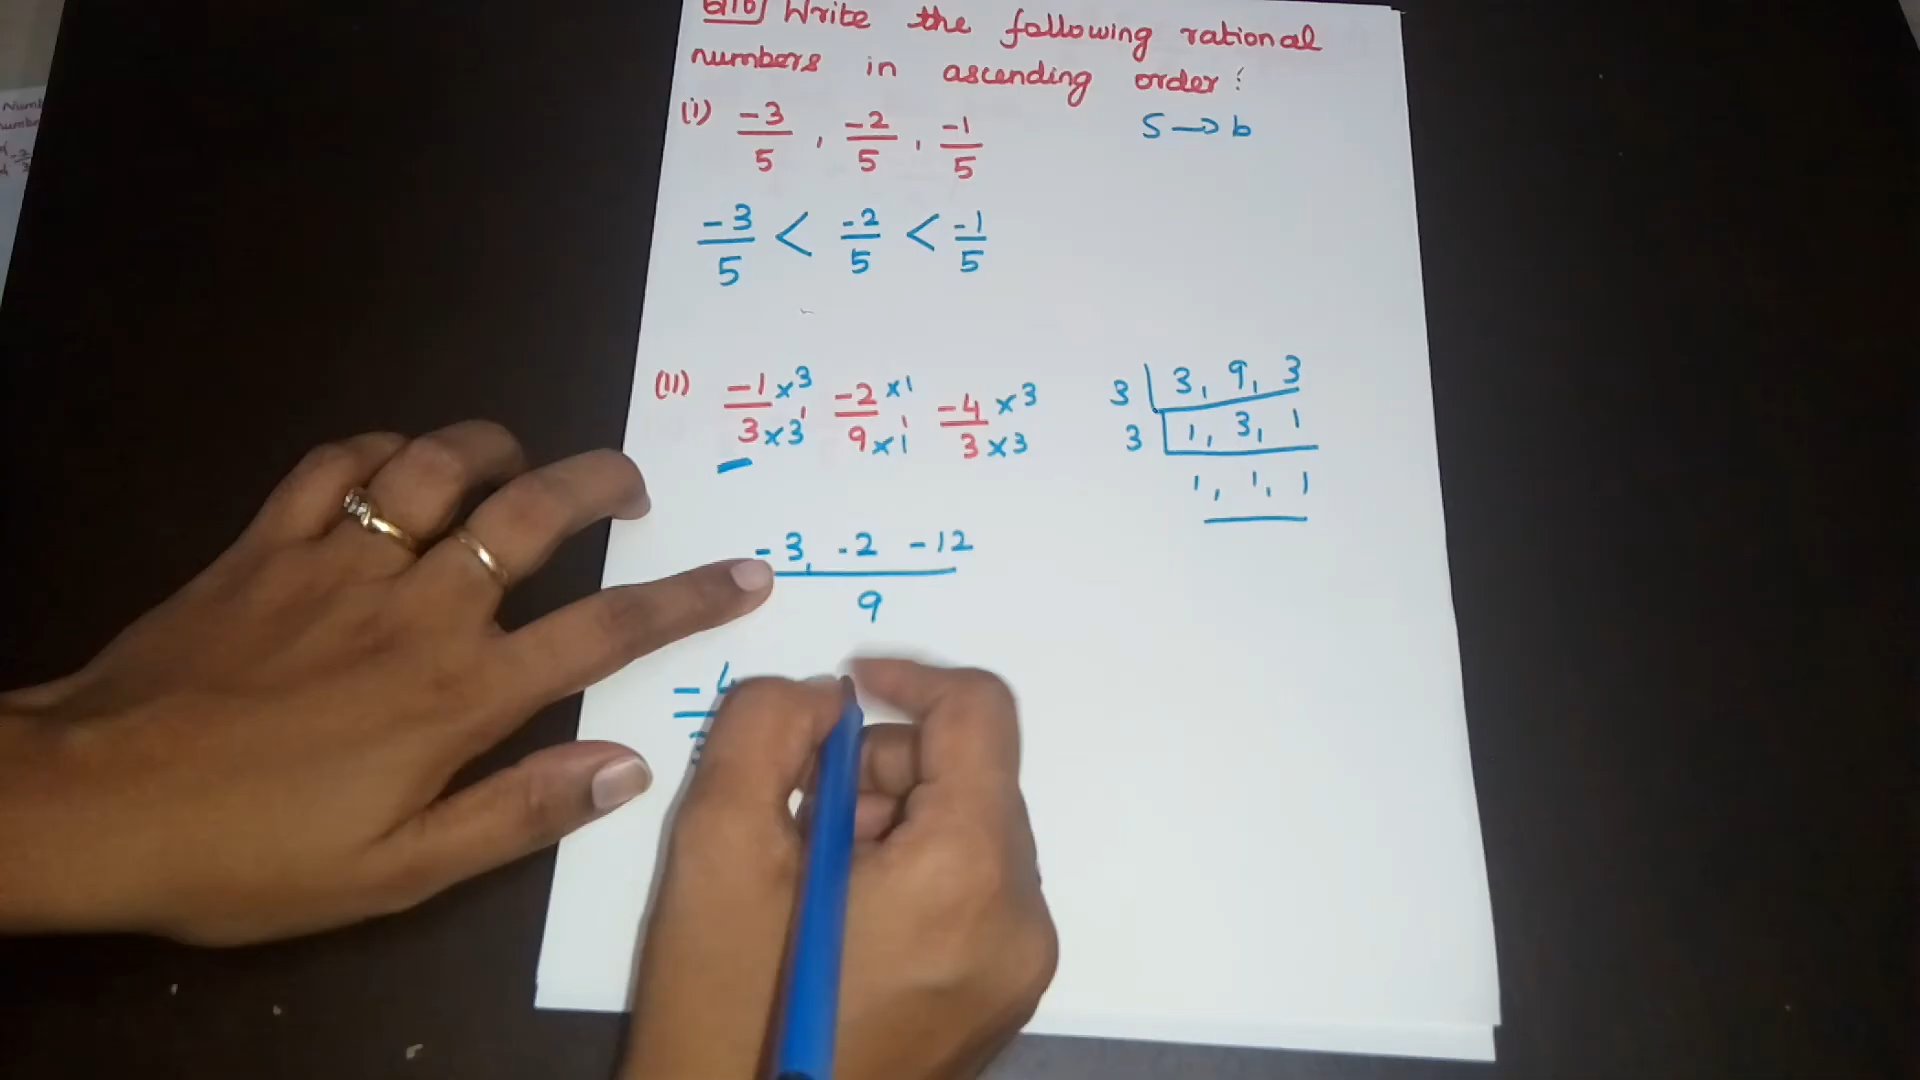 Write the following rational
numbers in ascending order :
(i) -3/5 , -2/5 , -1/5
S → b
-3/5 < -2/5 < -1/5
(ii) -1×3/3×3 , -2×1/9×1 , -4×3/3×3
3 | 3, 9, 3
3 | 1, 3, 1
1, 1, 1
-3, -2 -12
9
- 4